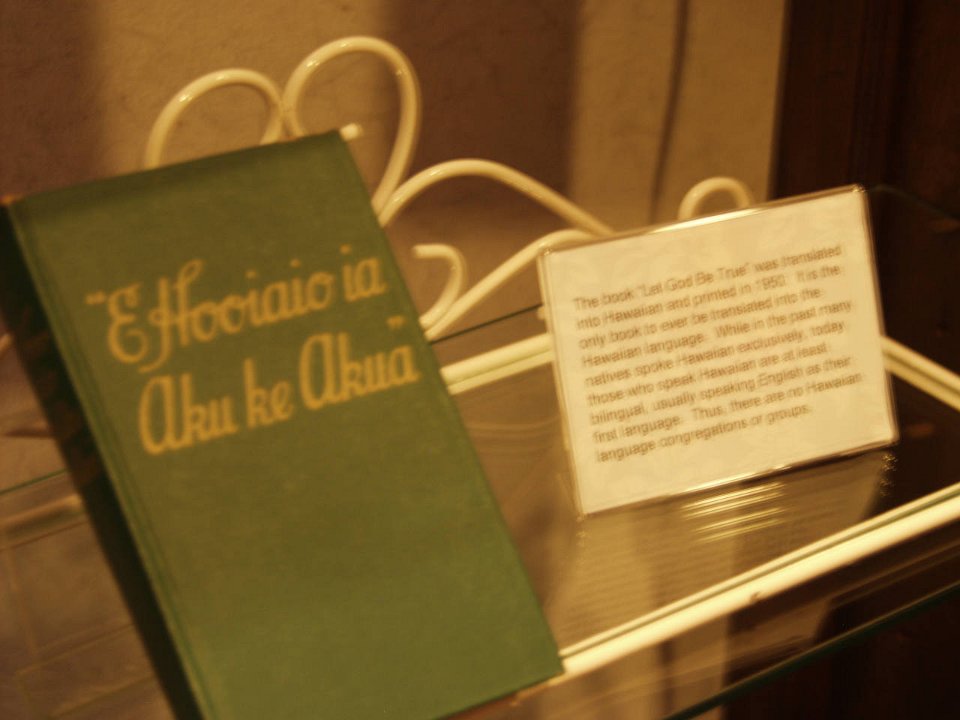 "E Hooiaio ia
Aku ke Akua"
The book "Let God Be True" was translated
into Hawaiian and printed in 1950. It is the
only book to ever be translated into the
Hawaiian language. While in the past many
natives spoke Hawaiian exclusively, today
those who speak Hawaiian are at least
bilingual, usually speaking English as their
first language. Thus, there are no Hawaiian
language congregations or groups.